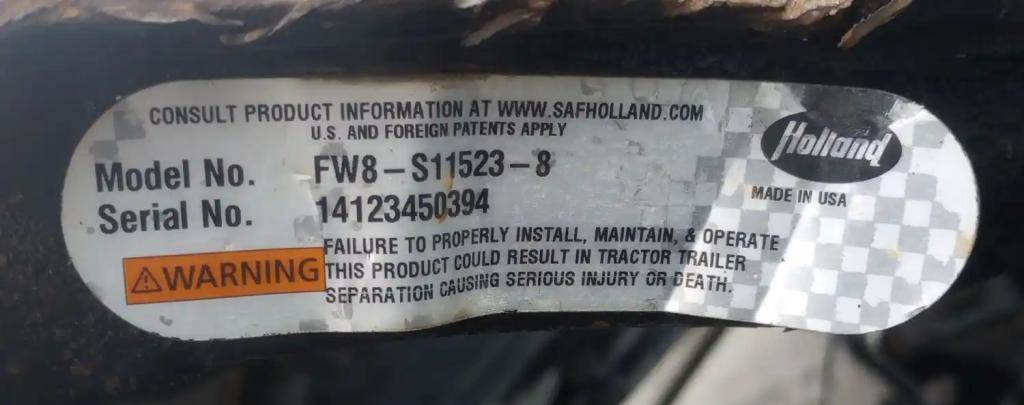 CONSULT PRODUCT INFORMATION AT WWW.SAFHOLLAND.COM
U.S. AND FOREIGN PATENTS APPLY
Holland
Model No. FW8-S11523-8
Serial No. 14123450394
MADE IN USA
WARNING
FAILURE TO PROPERLY INSTALL, MAINTAIN, & OPERATE
THIS PRODUCT COULD RESULT IN TRACTOR TRAILER
SEPARATION CAUSING SERIOUS INJURY OR DEATH.